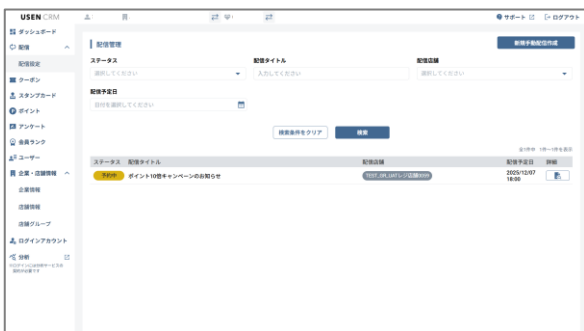 USEN CRM
サポート
ログアウト
ダッシュボード
配信
配信設定
クーポン
スタンプカード
ポイント
アンケート
会員ランク
ユーザー
企業・店舗情報
企業情報
店舗情報
店舗グループ
ログインアカウント
分析
配信管理
新規手動配信作成
ステータス
配信タイトル
配信店舗
選択してください
入力してください
選択してください
配信予定日
日付を選択してください
検索条件をクリア
検索
全1件中 1件〜1件を表示
ステータス 配信タイトル 配信店舗 配信予定日 詳細
予約中 ポイント10倍キャンペーンのお知らせ 2025/12/07
18:00